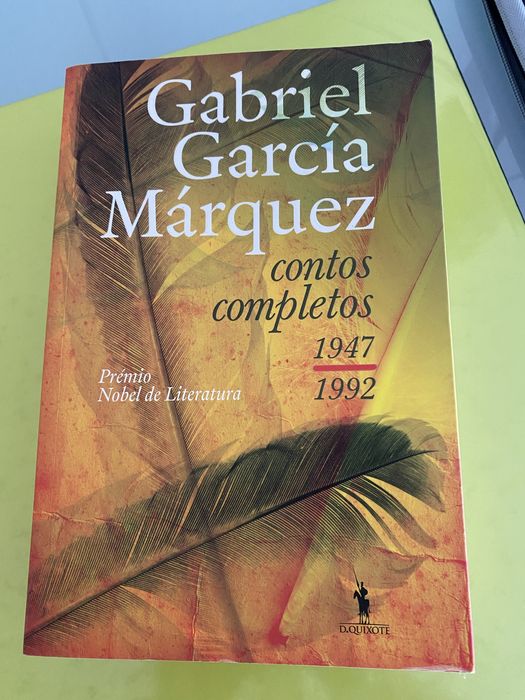 Gabriel
García
Márquez
contos
completos
1947
1992
Prémio
Nobel de Literatura
D.QUIXOTE